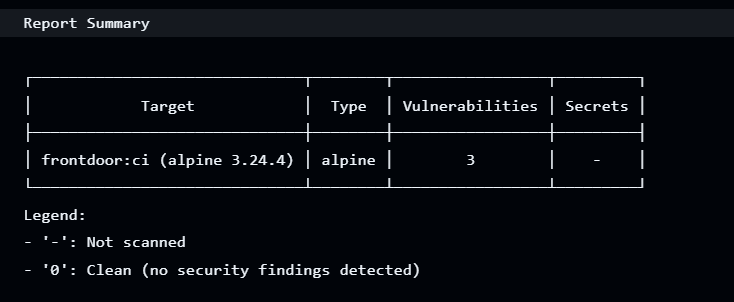 Report Summary
Target | Type | Vulnerabilities | Secrets
frontdoor:ci (alpine 3.24.4) | alpine | 3 | -
Legend:
- '-': Not scanned
- '0': Clean (no security findings detected)